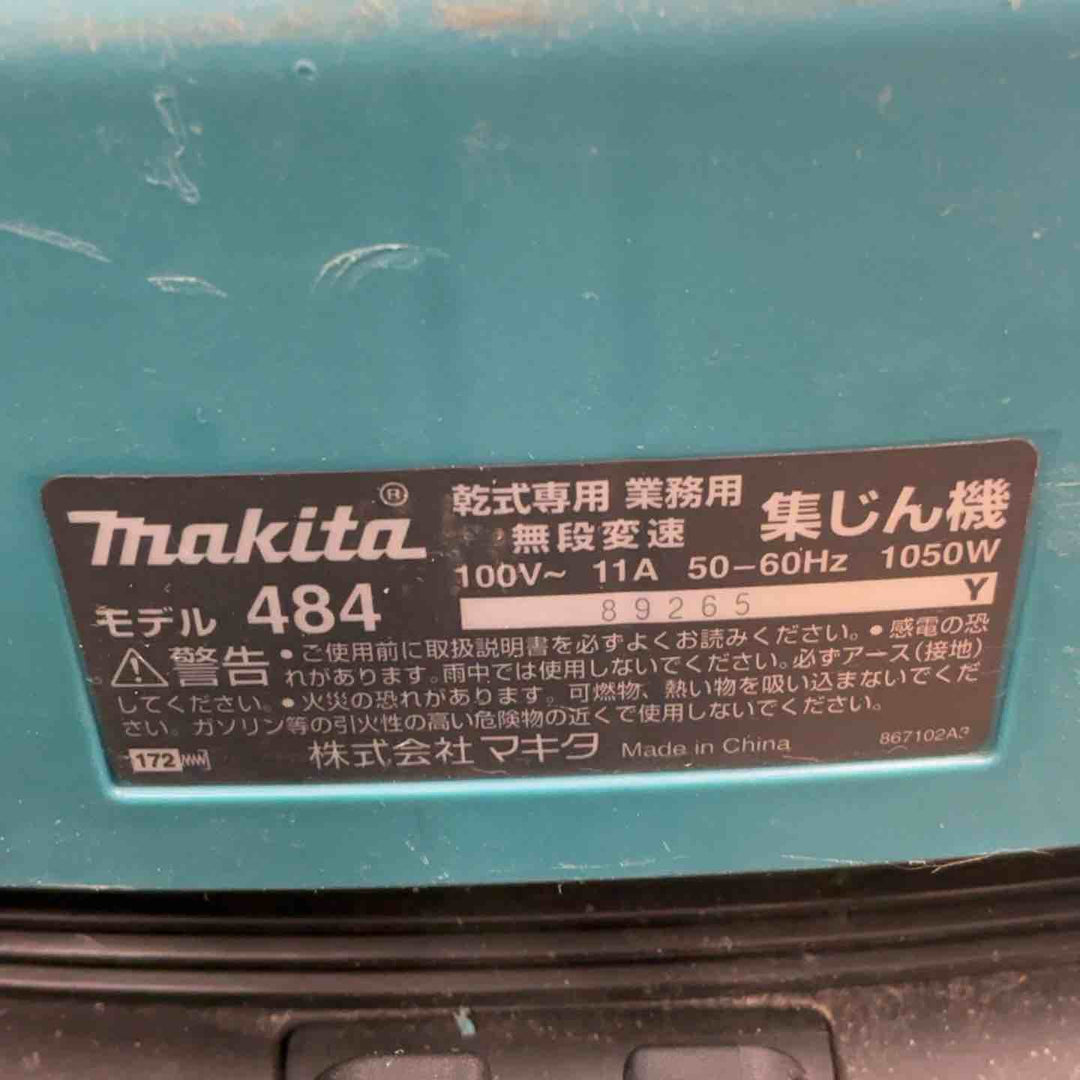 makita® 乾式専用 業務用 集じん機
無段変速
モデル 484 100V~ 11A 50-60Hz 1050W
89265 Y
警告 ・ご使用前に取扱説明書を必ずよくお読みください。・感電の恐
れがあります。雨中では使用しないでください。必ずアース(接地)
してください。・火災の恐れがあります。可燃物、熱い物を吸い込まないでくだ
さい。ガソリン等の引火性の高い危険物の近くで使用しないでください。
172 株式会社マキタ Made in China 867102A3